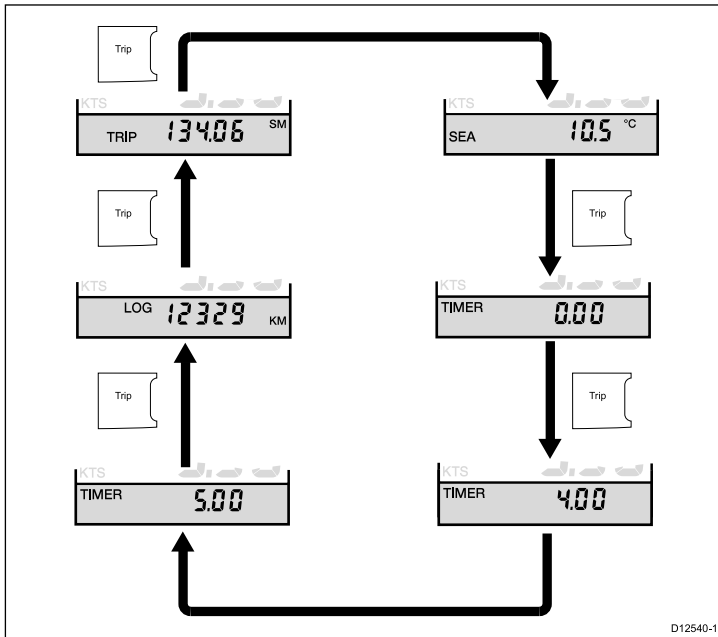 Trip
KTS
TRIP 134.06 SM
KTS
SEA 10.5 °C
Trip
Trip
KTS
LOG 12329 KM
KTS
TIMER 0.00
Trip
Trip
KTS
TIMER 5.00
KTS
TIMER 4.00
D12540-1